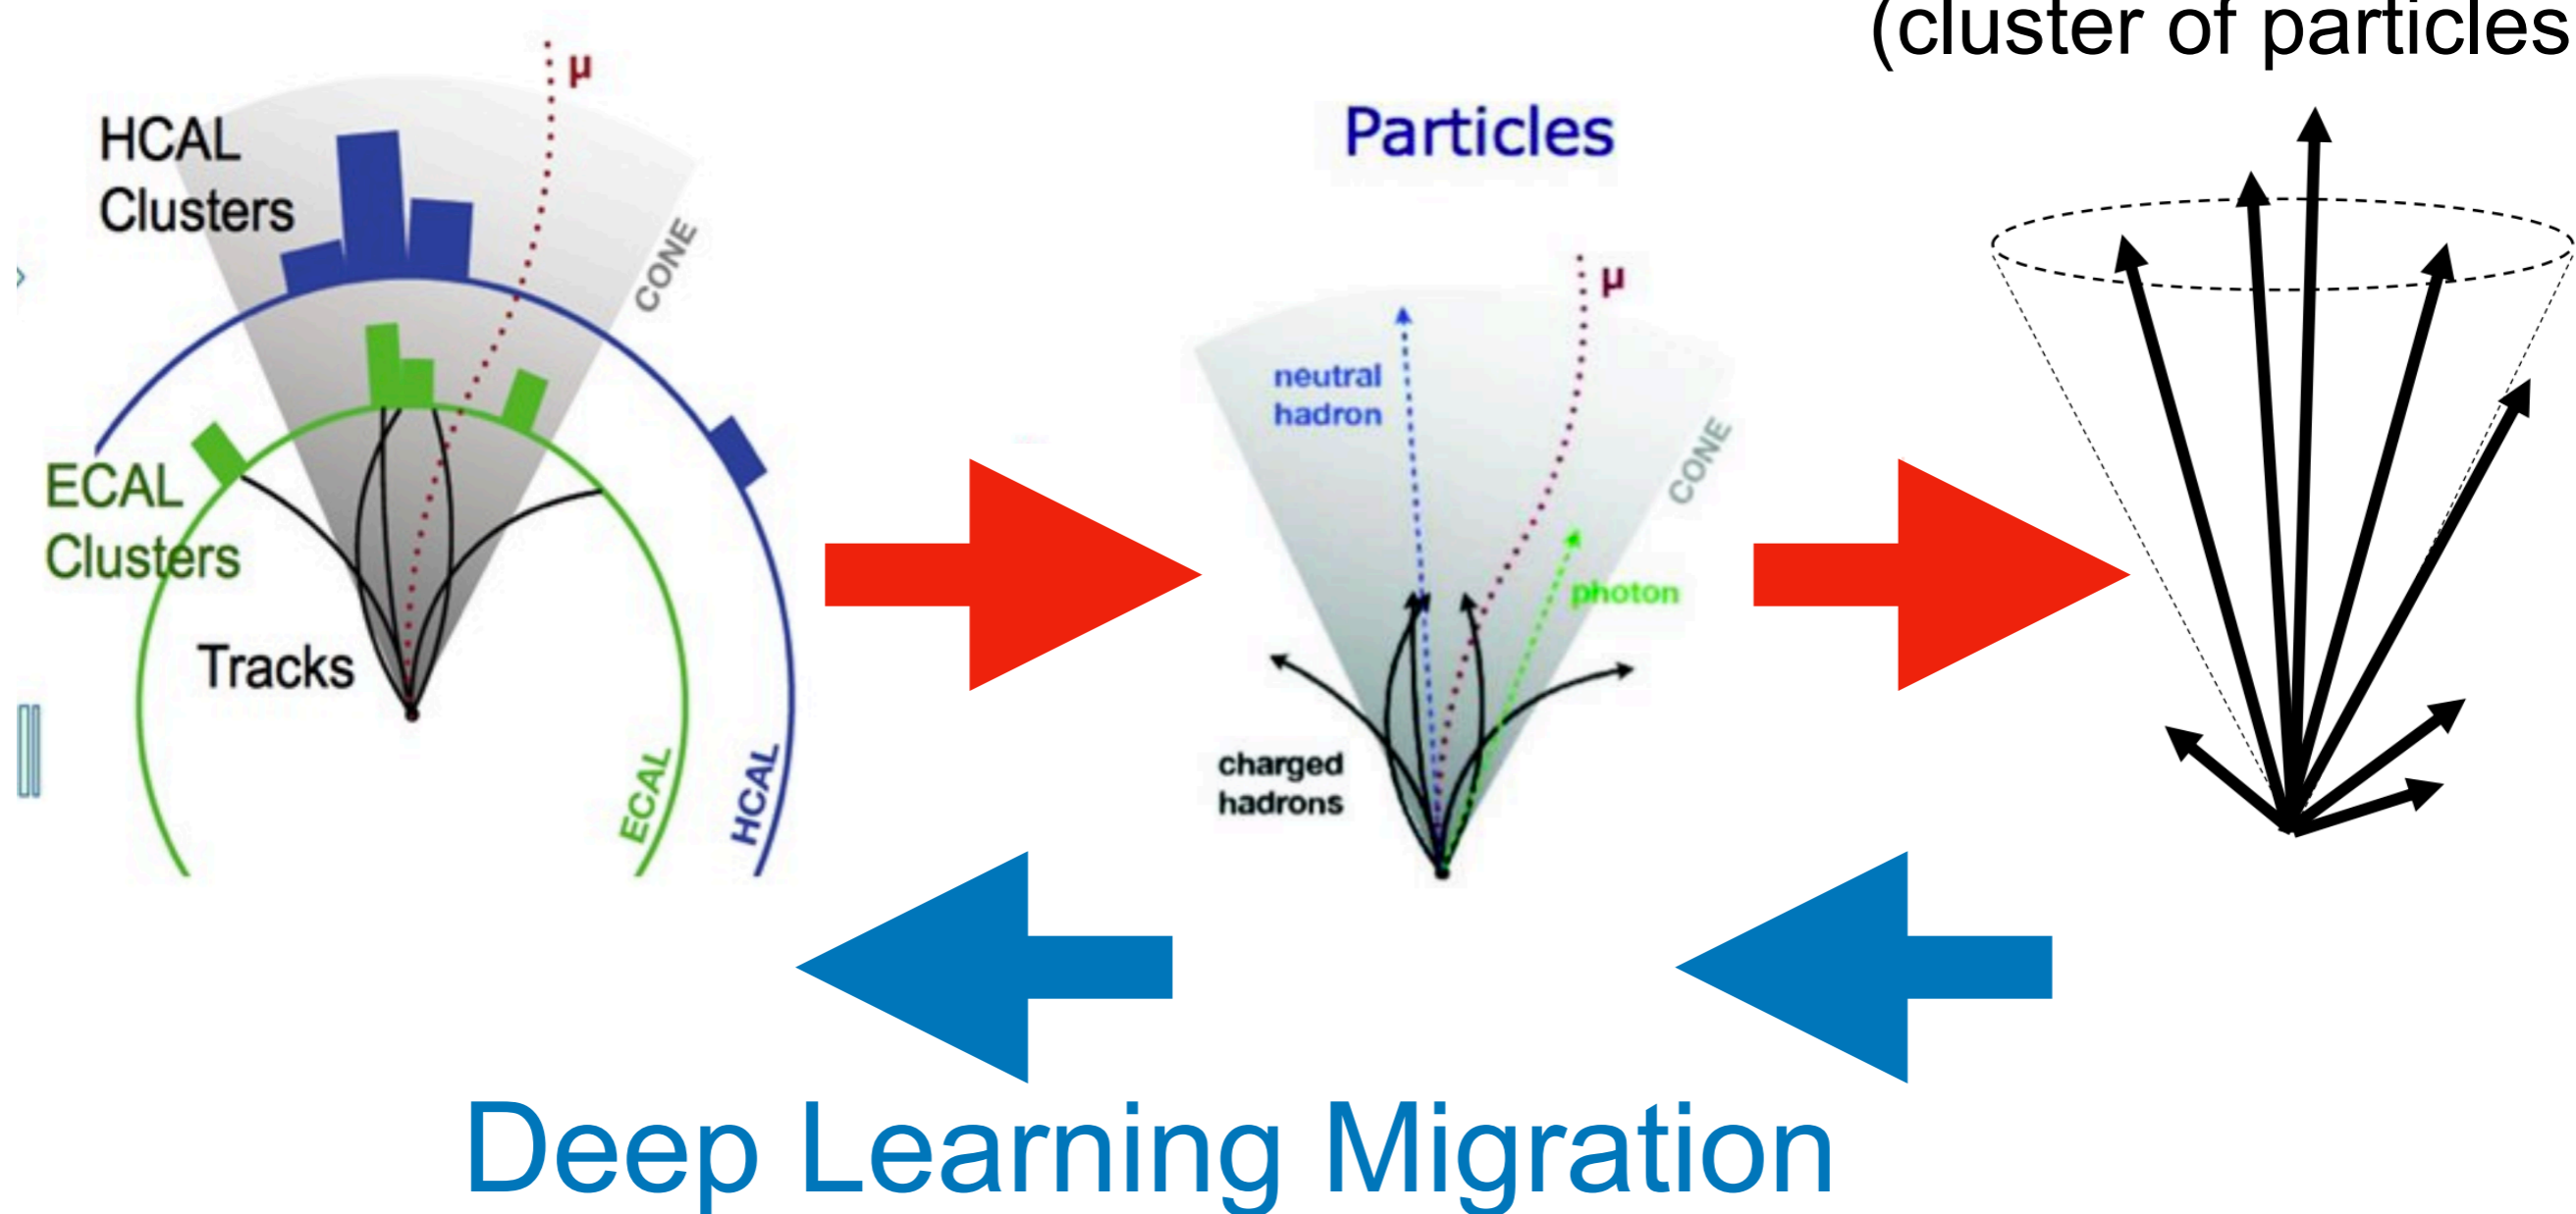 (cluster of particles
μ
HCAL
Clusters
CONE
ECAL
Clusters
Tracks
ECAL
HCAL
Particles
μ
neutral
hadron
CONE
photon
charged
hadrons
Deep Learning Migration